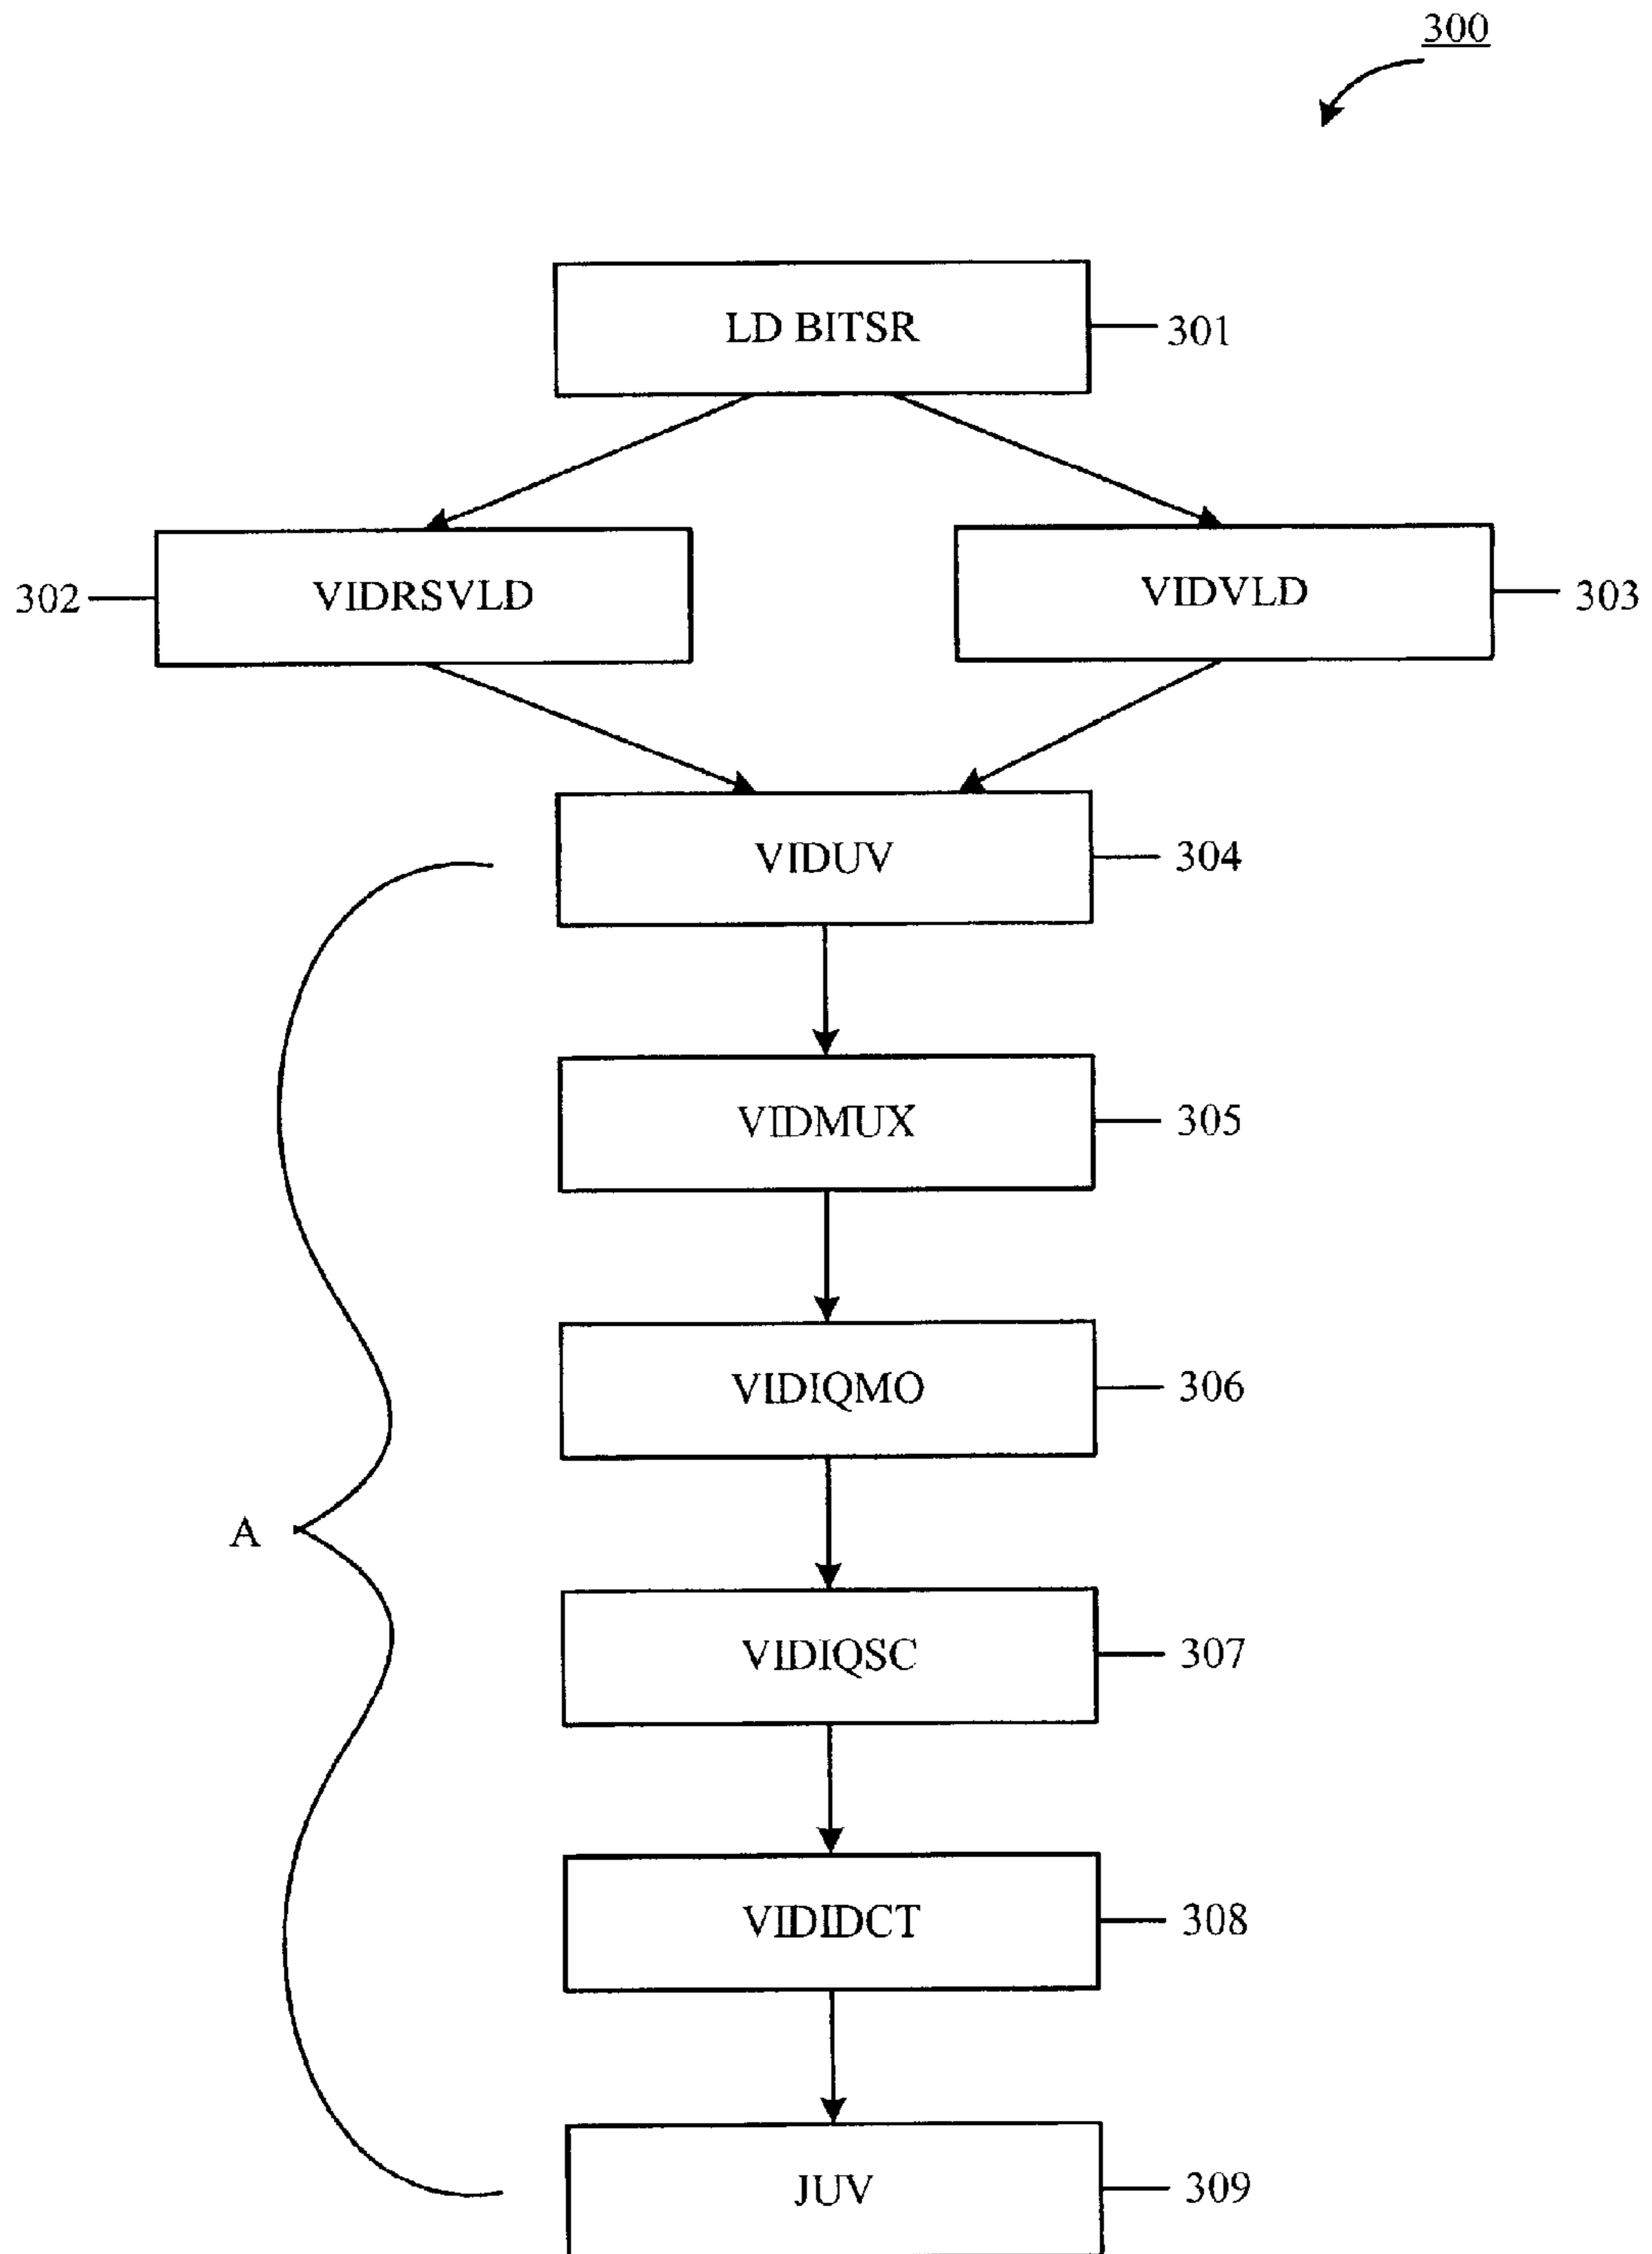 300
LD BITSR
301
302
VIDRSVLD
VIDVLD
303
VIDUV
304
VIDMUX
305
VIDIQMO
306
A
VIDIQSC
307
VIDIDCT
308
JUV
309